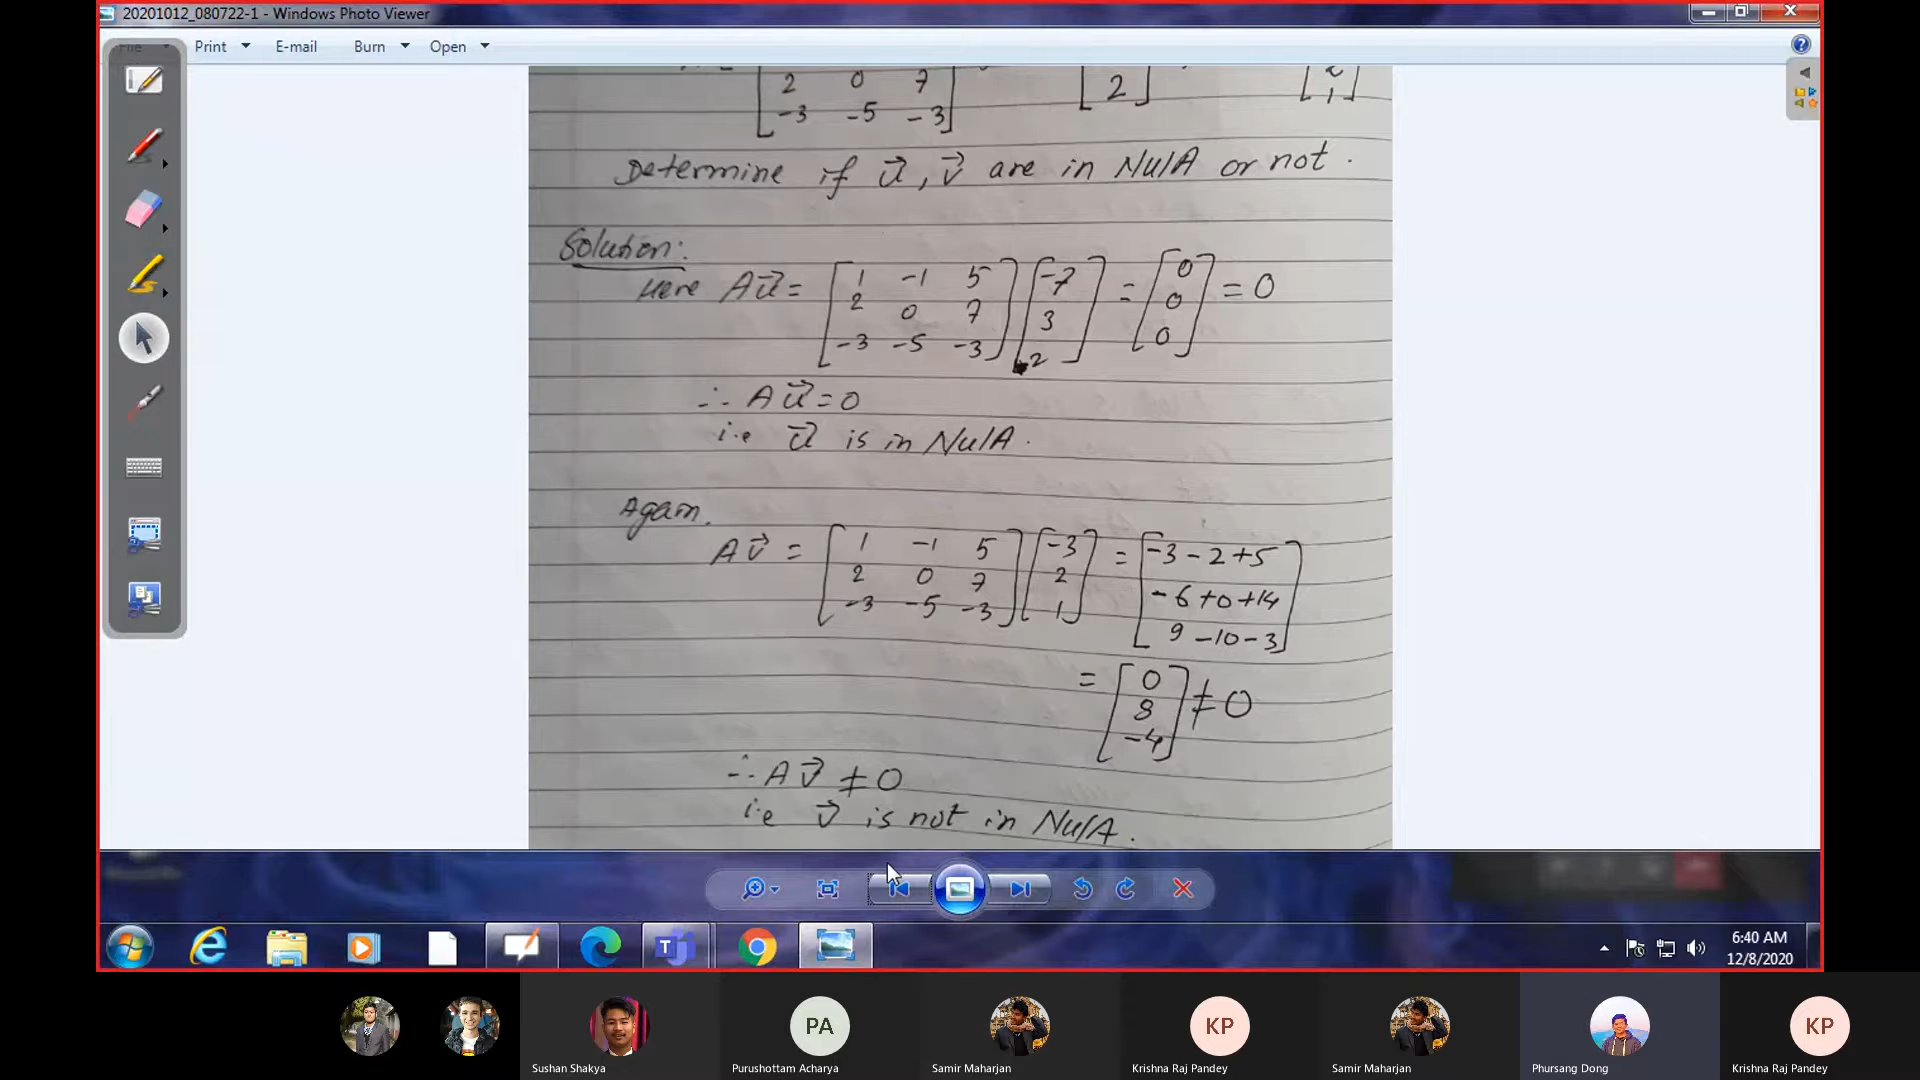 20201012_080722-1 - Windows Photo Viewer
File Print E-mail Burn Open
2 0 7
-3 -5 -3
2
1
Determine if u⃗, v⃗ are in NulA or not.
Solution:
Here Au⃗ = [1 -1 5] [-7] = [0] = 0
2 0 7 3 0
-3 -5 -3 2 0
∴ Au⃗ = 0
i.e u⃗ is in NulA.
Again,
Av⃗ = [1 -1 5] [-3] = [-3 - 2 + 5]
2 0 7 2 -6 + 0 + 14
-3 -5 -3 1 9 - 10 - 3
= [0] ≠ 0
8
-4
∴ Av⃗ ≠ 0
i.e v⃗ is not in NulA.
6:40 AM
12/8/2020
PA KP KP
Sushan Shakya Purushottam Acharya Samir Maharjan Krishna Raj Pandey Samir Maharjan Phursang Dong Krishna Raj Pandey